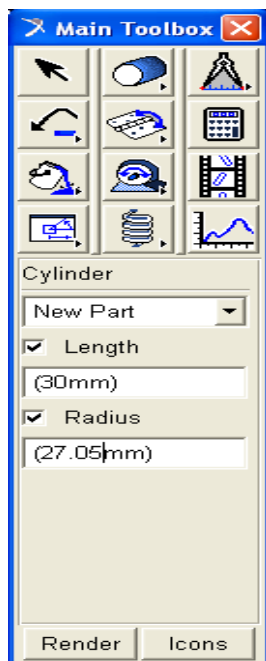 Main Toolbox
Cylinder
New Part
Length
(30mm)
Radius
(27.05mm)
Render Icons